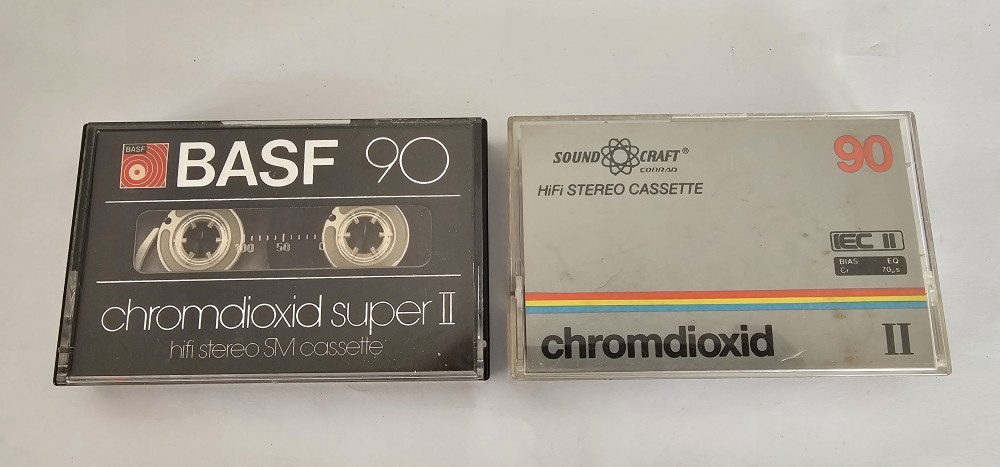 BASF
BASF 90
100 50 0
chromdioxid super II
hifi stereo SM cassette
SOUND CRAFT®
CONRAD
90
HiFi STEREO CASSETTE
IEC II
BIAS EQ
Cr 70µs
chromdioxid II